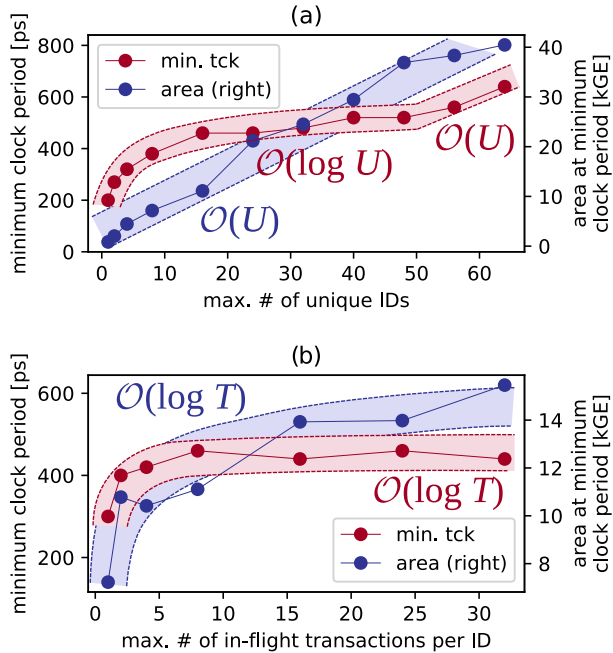 (a)
minimum clock period [ps]
800
600
400
200
0
min. tck
area (right)
O(log U)
O(U)
O(U)
40
30
20
10
0
area at minimum
clock period [kGE]
0 10 20 30 40 50 60
max. # of unique IDs
(b)
minimum clock period [ps]
600
400
200
O(log T)
O(log T)
min. tck
area (right)
14
12
10
8
area at minimum
clock period [kGE]
0 5 10 15 20 25 30
max. # of in-flight transactions per ID